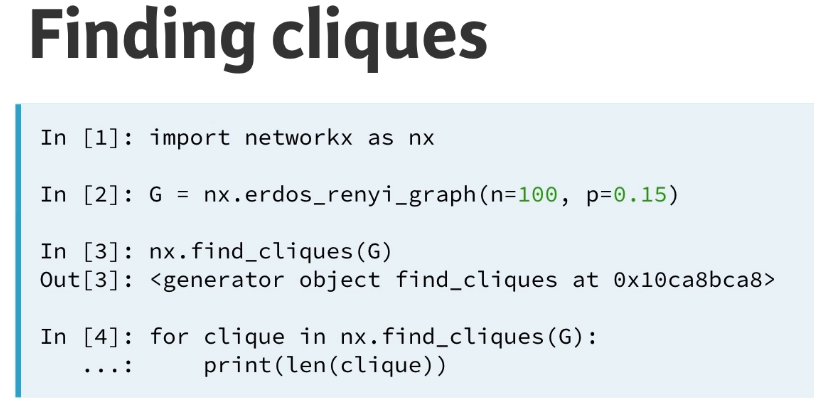 Finding cliques
In [1]: import networkx as nx
In [2]: G = nx.erdos_renyi_graph(n=100, p=0.15)
In [3]: nx.find_cliques(G)
Out[3]: <generator object find_cliques at 0x10ca8bca8>
In [4]: for clique in nx.find_cliques(G):
   ...:     print(len(clique))